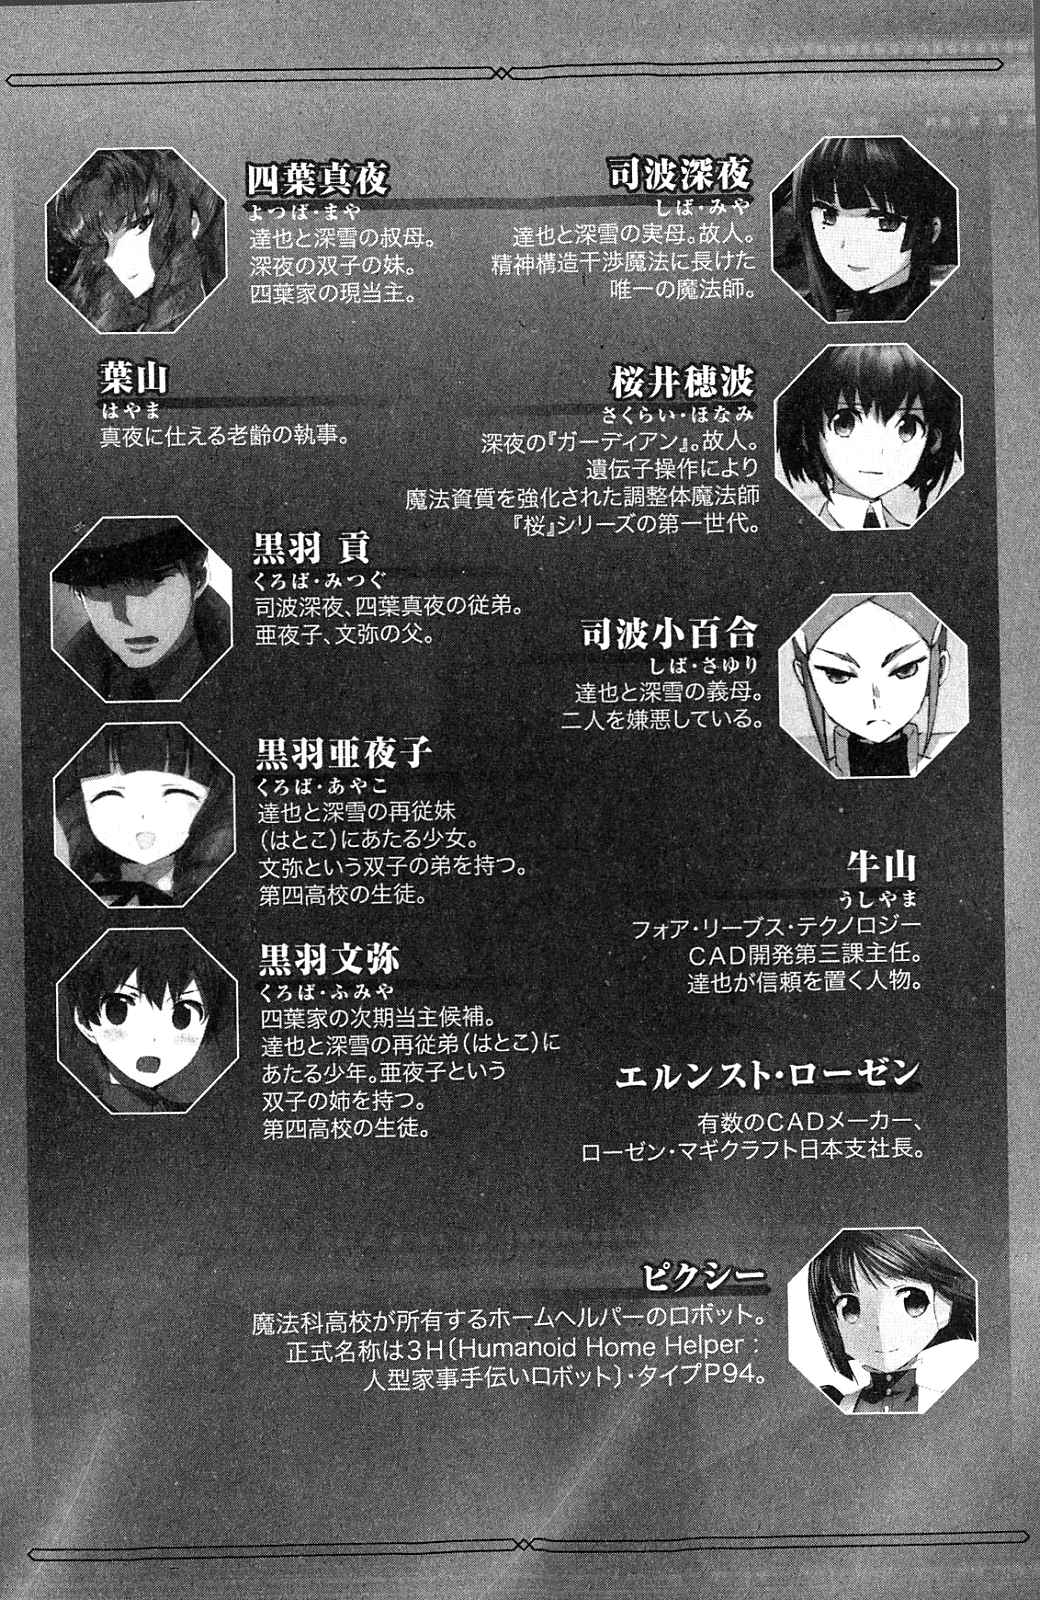 司波深夜
しば・みや
達也と深雪の実母。故人。
精神構造干渉魔法に長けた
唯一の魔法師。
四葉真夜
よつば・まや
達也と深雪の叔母。
深夜の双子の妹。
四葉家の現当主。
桜井穂波
さくらい・ほなみ
深夜の『ガーディアン』。故人。
遺伝子操作により
魔法資質を強化された調整体魔法師
『桜』シリーズの第一世代。
葉山
はやま
真夜に仕える老齢の執事。
司波小百合
しば・さゆり
達也と深雪の義母。
二人を嫌悪している。
黒羽 貢
くろば・みつぐ
司波深夜、四葉真夜の従弟。
亜夜子、文弥の父。
黒羽亜夜子
くろば・あやこ
達也と深雪の再従妹
（はとこ）にあたる少女。
文弥という双子の弟を持つ。
第四高校の生徒。
牛山
うしやま
フォア・リーブス・テクノロジー
CAD開発第三課主任。
達也が信頼を置く人物。
黒羽文弥
くろば・ふみや
四葉家の次期当主候補。
達也と深雪の再従弟（はとこ）に
あたる少年。亜夜子という
双子の姉を持つ。
第四高校の生徒。
エルンスト・ローゼン
有数のCADメーカー、
ローゼン・マギクラフト日本支社長。
ピクシー
魔法科高校が所有するホームヘルパーのロボット。
正式名称は3H〔Humanoid Home Helper：
人型家事手伝いロボット〕・タイプP94。